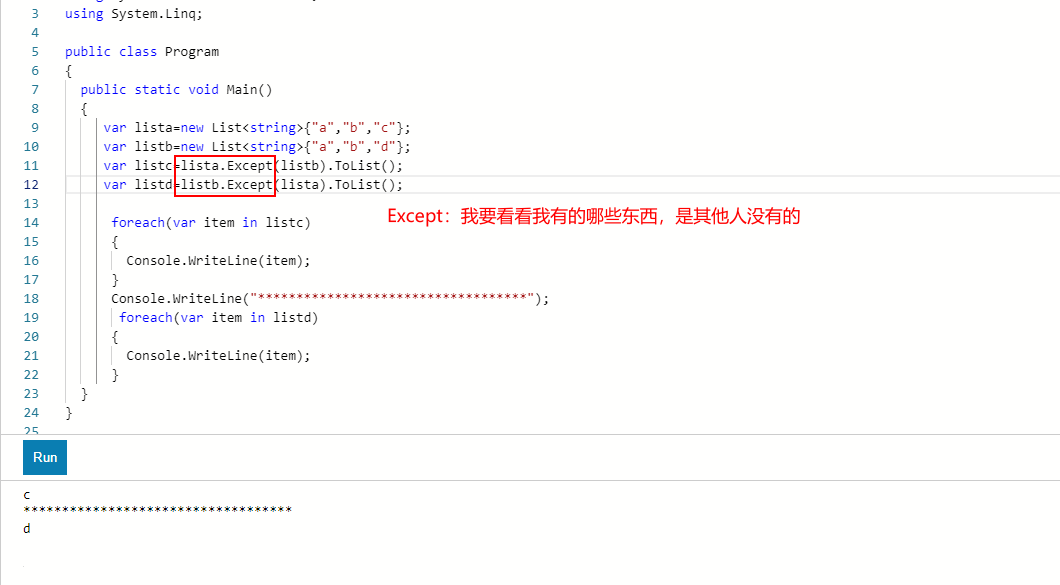 3 using System.Linq;
4
5 public class Program
6 {
7 public static void Main()
8 {
9 var lista=new List<string>{"a","b","c"};
10 var listb=new List<string>{"a","b","d"};
11 var listc=lista.Except(listb).ToList();
12 var listd=listb.Except(lista).ToList();
13
Except：我要看看我有的哪些东西，是其他人没有的
14 foreach(var item in listc)
15 {
16 Console.WriteLine(item);
17 }
18 Console.WriteLine("***********************************");
19 foreach(var item in listd)
20 {
21 Console.WriteLine(item);
22 }
23 }
24 }
25
Run
c
***********************************
d